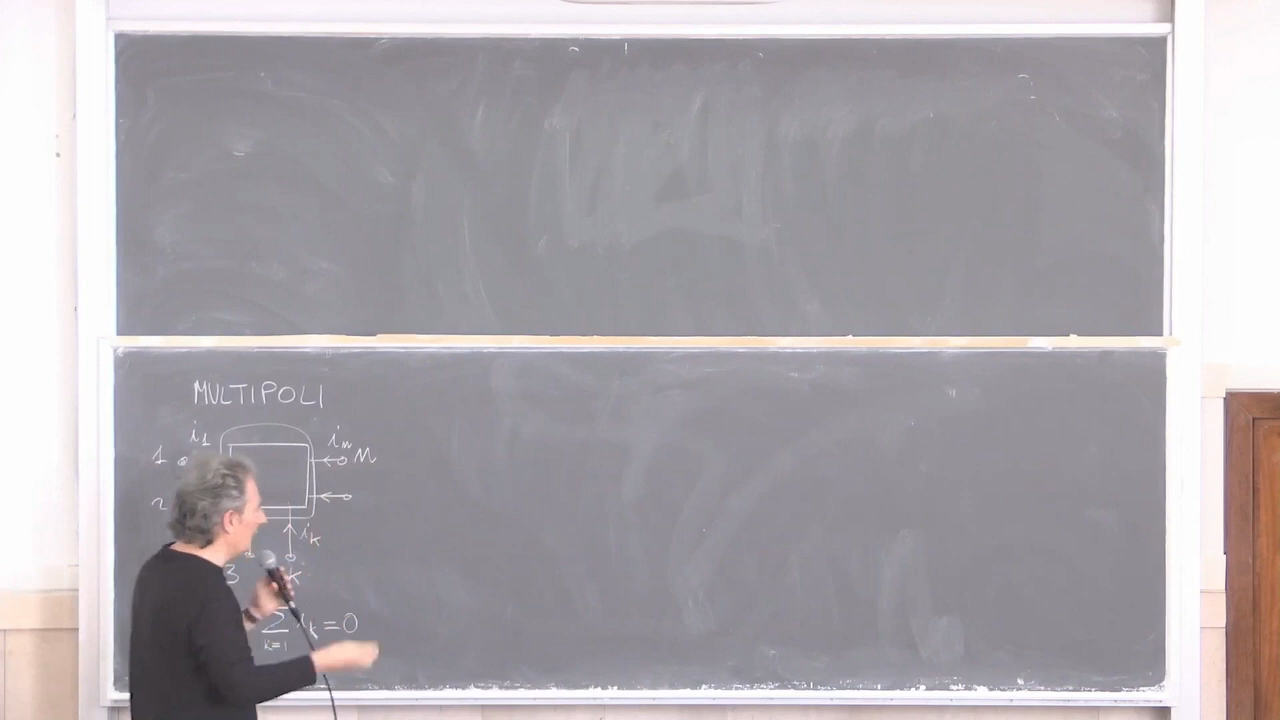 MULTIPOLI
i₁ iₙ
1 n
2
iₖ
3 k
∑ iₖ = 0
k=1